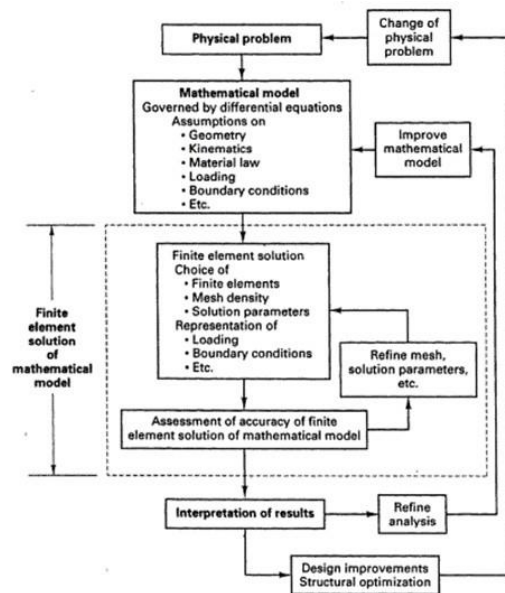 Physical problem
Change of
physical
problem
Mathematical model
Governed by differential equations
Assumptions on
• Geometry
• Kinematics
• Material law
• Loading
• Boundary conditions
• Etc.
Improve
mathematical
model
Finite
element
solution
of
mathematical
model
Finite element solution
Choice of
• Finite elements
• Mesh density
• Solution parameters
Representation of
• Loading
• Boundary conditions
• Etc.
Refine mesh,
solution parameters,
etc.
Assessment of accuracy of finite
element solution of mathematical model
Interpretation of results
Refine
analysis
Design improvements
Structural optimization